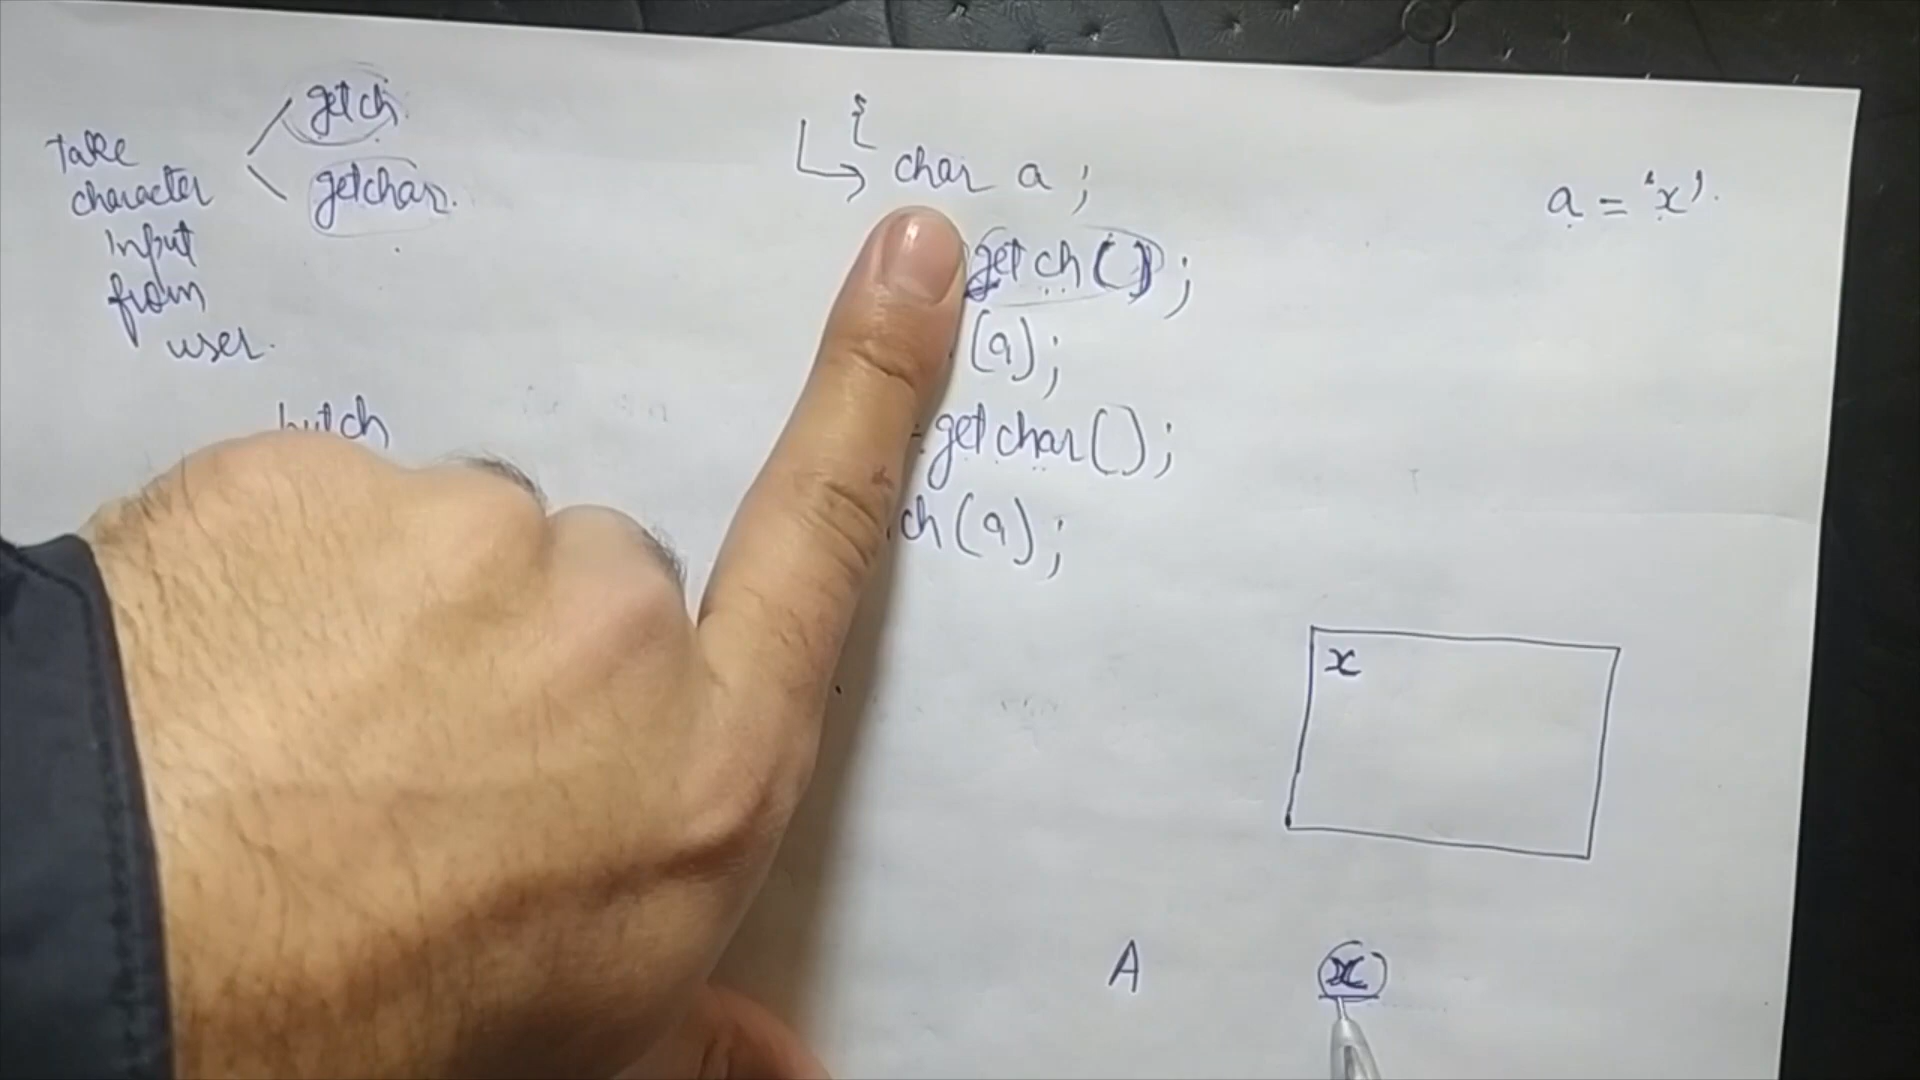 getch
getchar.
Take
character
input
from
user.
{
char a ;
getch();
(a);
=getchar();
ch(a);
a = 'x'.
x
A
x